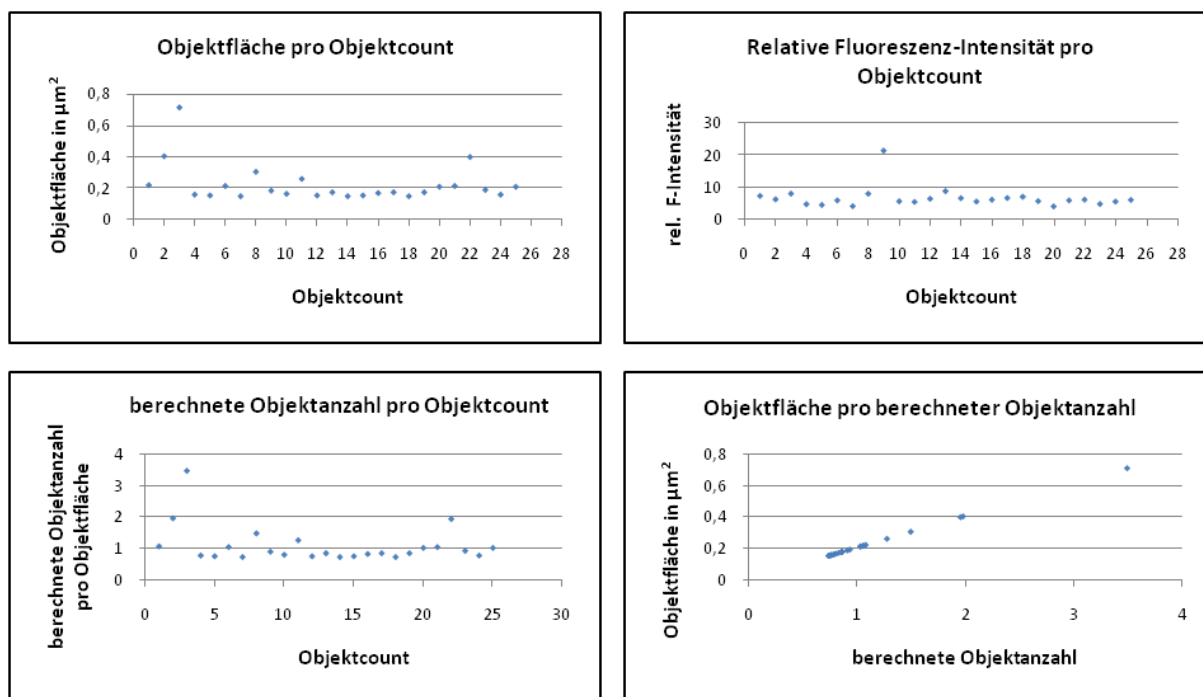 Objektfläche pro Objektcount
Objektfläche in µm²
0,8
0,6
0,4
0,2
0
0 2 4 6 8 10 12 14 16 18 20 22 24 26 28
Objektcount
Relative Fluoreszenz-Intensität pro
Objektcount
rel. F-Intensität
30
20
10
0
0 2 4 6 8 10 12 14 16 18 20 22 24 26 28
Objektcount
berechnete Objektanzahl pro Objektcount
berechnete Objektanzahl
pro Objektfläche
4
3
2
1
0
0 5 10 15 20 25 30
Objektcount
Objektfläche pro berechneter Objektanzahl
Objektfläche in µm²
0,8
0,6
0,4
0,2
0
0 1 2 3 4
berechnete Objektanzahl